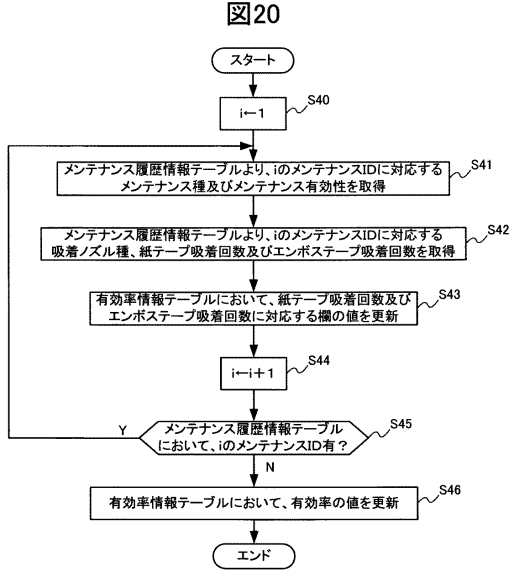 図20
スタート
i←1
S40
メンテナンス履歴情報テーブルより、iのメンテナンスIDに対応する
メンテナンス種及びメンテナンス有効性を取得
S41
メンテナンス履歴情報テーブルより、iのメンテナンスIDに対応する
吸着ノズル種、紙テープ吸着回数及びエンボステープ吸着回数を取得
S42
有効率情報テーブルにおいて、紙テープ吸着回数及び
エンボステープ吸着回数に対応する欄の値を更新
S43
i←i+1
S44
メンテナンス履歴情報テーブル
において、iのメンテナンスID有?
S45
Y
N
有効率情報テーブルにおいて、有効率の値を更新
S46
エンド